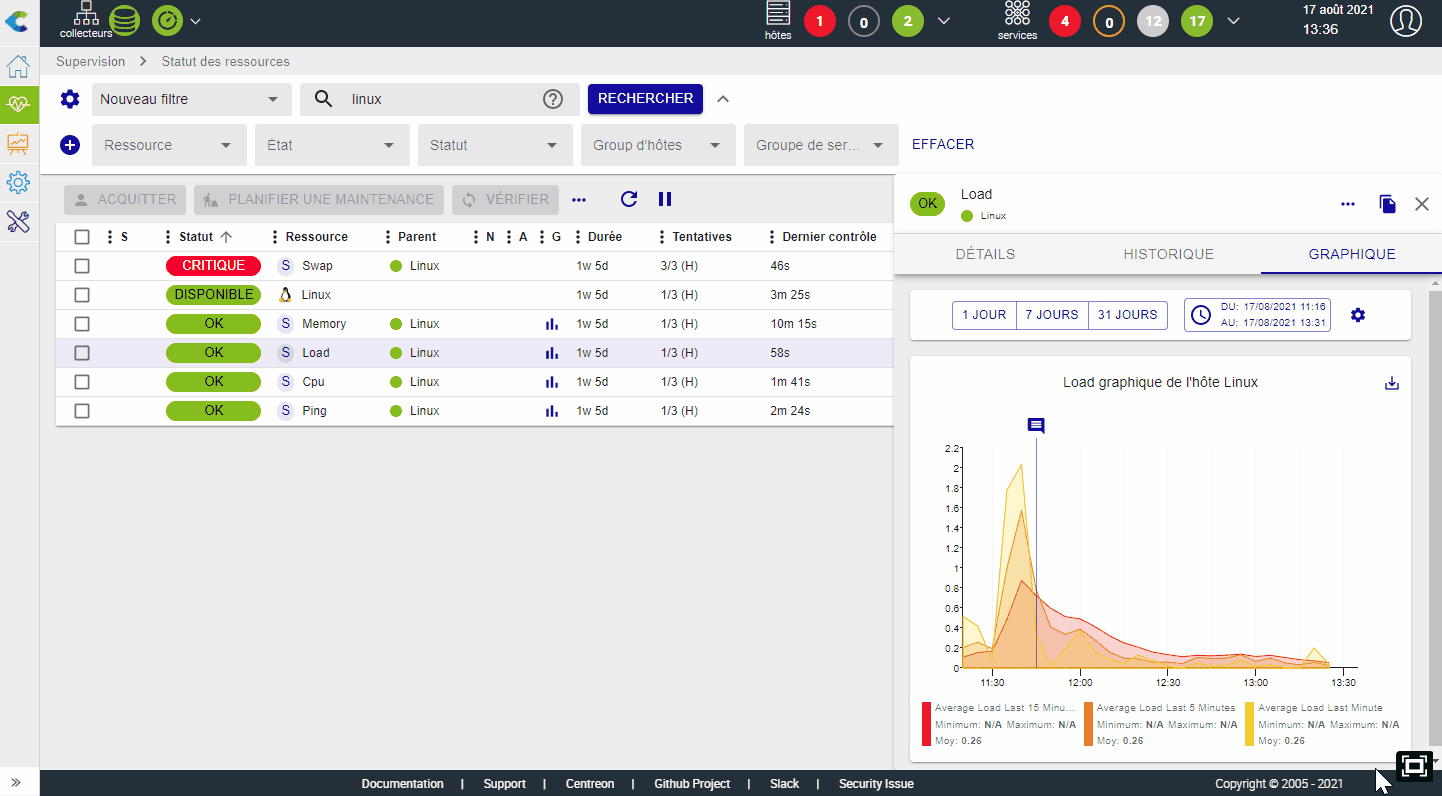 collecteurs
hôtes
1
0
2
services
4
0
12
17
17 août 2021
13:36
Supervision
Statut des ressources
Nouveau filtre
linux
?
RECHERCHER
Ressource
État
Statut
Group d'hôtes
Groupe de ser...
EFFACER
ACQUITTER
PLANIFIER UNE MAINTENANCE
VÉRIFIER
S Statut Ressource Parent N A G Durée Tentatives Dernier contrôle
CRITIQUE S Swap Linux 1w 5d 3/3 (H) 46s
DISPONIBLE Linux 1w 5d 1/3 (H) 3m 25s
OK S Memory Linux 1w 5d 1/3 (H) 10m 15s
OK S Load Linux 1w 5d 1/3 (H) 58s
OK S Cpu Linux 1w 5d 1/3 (H) 1m 41s
OK S Ping Linux 1w 5d 1/3 (H) 2m 24s
OK
Load
Linux
DÉTAILS
HISTORIQUE
GRAPHIQUE
1 JOUR
7 JOURS
31 JOURS
DU: 17/08/2021 11:16
AU: 17/08/2021 13:31
Load graphique de l'hôte Linux
2.2
2
1.8
1.6
1.4
1.2
1
0.8
0.6
0.4
0.2
0
11:30 12:00 12:30 13:00 13:30
Average Load Last 15 Minu...
Minimum: N/A Maximum: N/A
Moy: 0.26
Average Load Last 5 Minutes
Minimum: N/A Maximum: N/A
Moy: 0.26
Average Load Last Minute
Minimum: N/A Maximum: N/A
Moy: 0.26
Documentation | Support | Centreon | Github Project | Slack | Security Issue
Copyright © 2005 - 2021